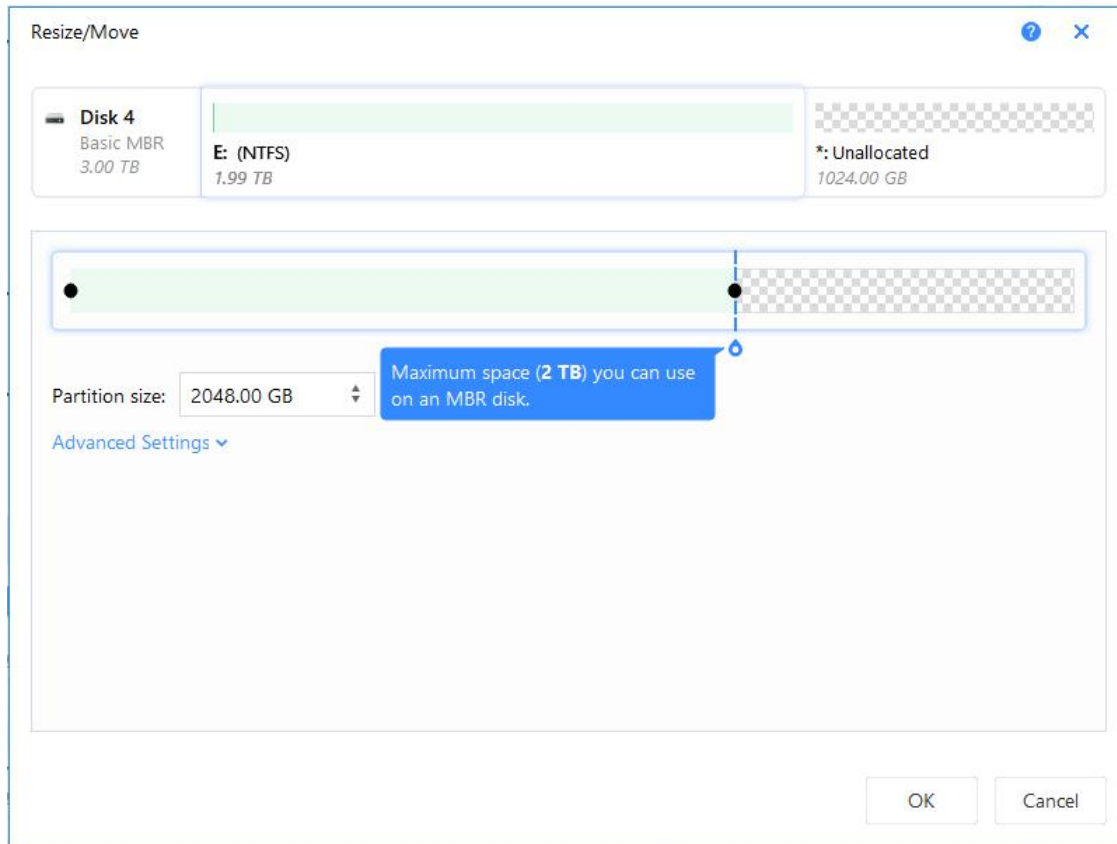 Resize/Move
Disk 4
Basic MBR
3.00 TB
E: (NTFS)
1.99 TB
*: Unallocated
1024.00 GB
Maximum space (2 TB) you can use
on an MBR disk.
Partition size: 2048.00 GB
Advanced Settings
OK
Cancel